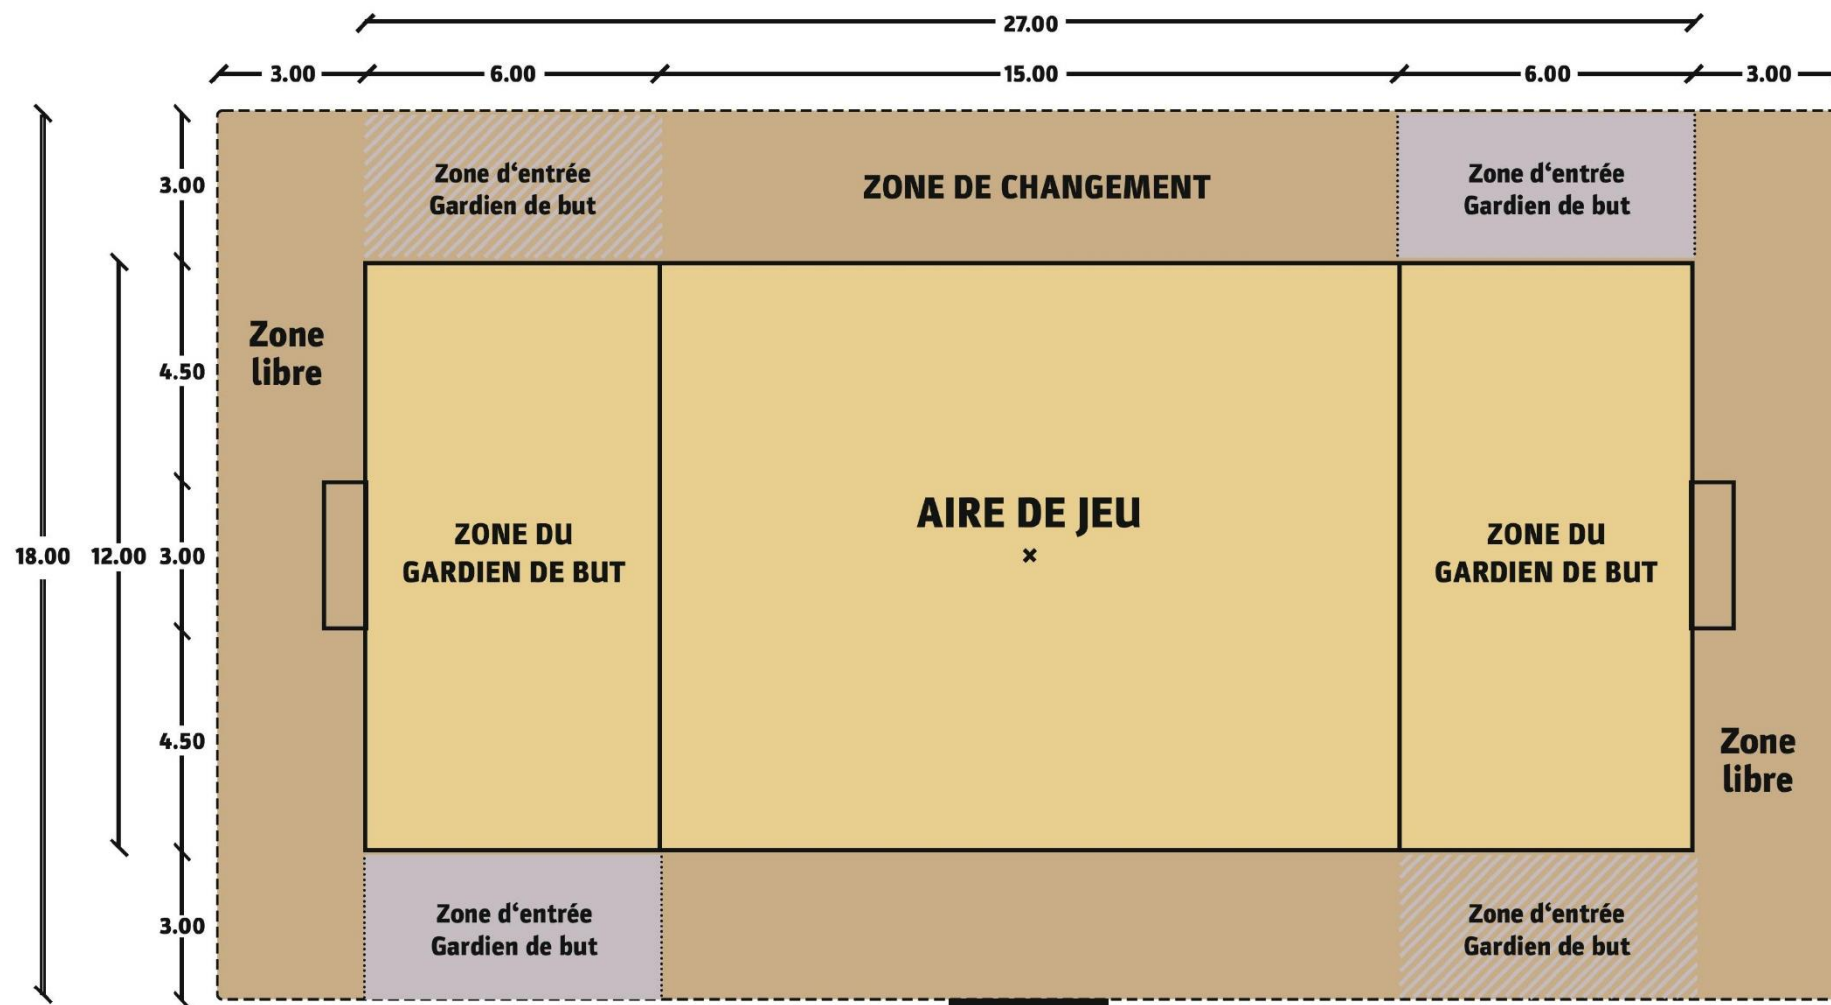 27.00
3.00 6.00 15.00 6.00 3.00
3.00
Zone d‘entrée
Gardien de but
ZONE DE CHANGEMENT
Zone d‘entrée
Gardien de but
Zone
libre
4.50
AIRE DE JEU
18.00 12.00 3.00
ZONE DU
GARDIEN DE BUT
ZONE DU
GARDIEN DE BUT
4.50
Zone
libre
3.00
Zone d‘entrée
Gardien de but
Zone d‘entrée
Gardien de but